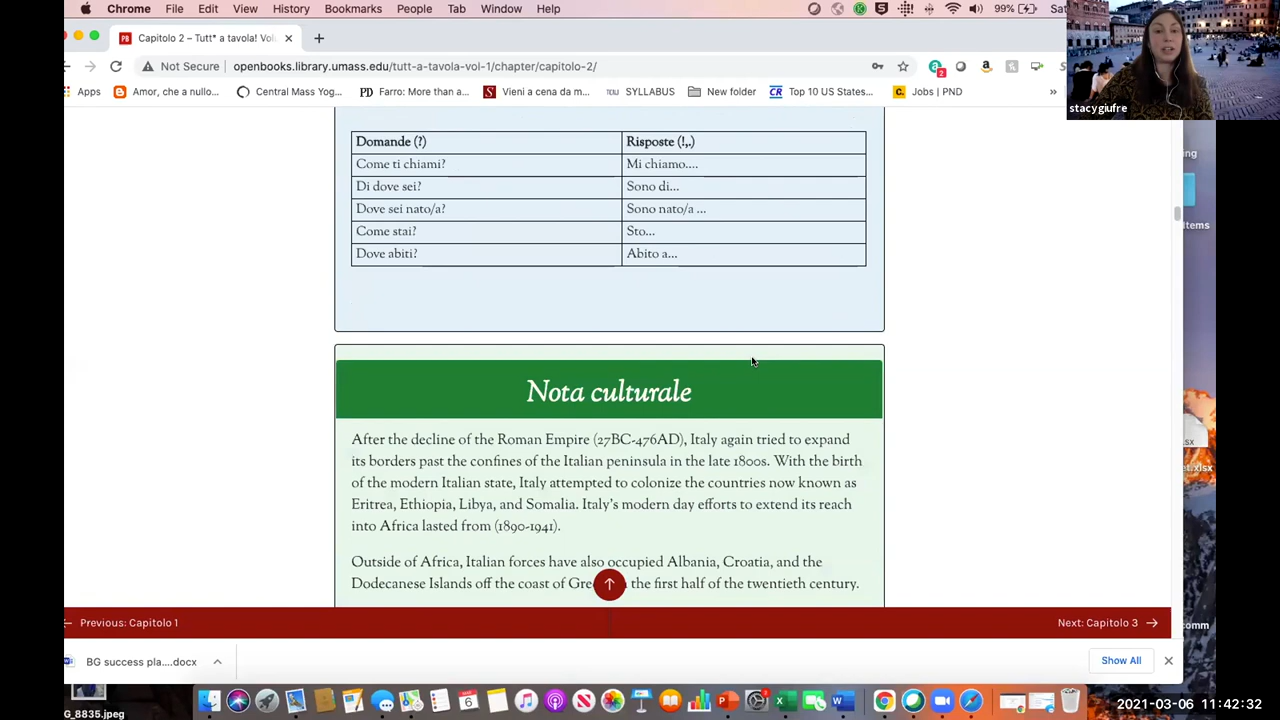 Chrome File Edit View History Bookmarks People Tab Window Help 99%
Capitolo 2 – Tutt* a tavola! Vol
Not Secure openbooks.library.umass.edu/tutt-a-tavola-vol-1/chapter/capitolo-2/ 2
Apps Amor, che a nullo... Central Mass Yog... PD Farro: More than a... S Vieni a cena da m... SYLLABUS New folder CR Top 10 US States... C. Jobs | PND »
stacygiufre
Domande (?) Risposte (!,.)
Come ti chiami? Mi chiamo....
Di dove sei? Sono di...
Dove sei nato/a? Sono nato/a ...
Come stai? Sto...
Dove abiti? Abito a...
Nota culturale
After the decline of the Roman Empire (27BC-476AD), Italy again tried to expand
its borders past the confines of the Italian peninsula in the late 1800s. With the birth
of the modern Italian state, Italy attempted to colonize the countries now known as
Eritrea, Ethiopia, Libya, and Somalia. Italy's modern day efforts to extend its reach
into Africa lasted from (1890-1941).
Outside of Africa, Italian forces have also occupied Albania, Croatia, and the
Dodecanese Islands off the coast of Gre the first half of the twentieth century.
Previous: Capitolo 1 Next: Capitolo 3
BG success pla....docx Show All
G_8835.jpeg
2021-03-06 11:42:32